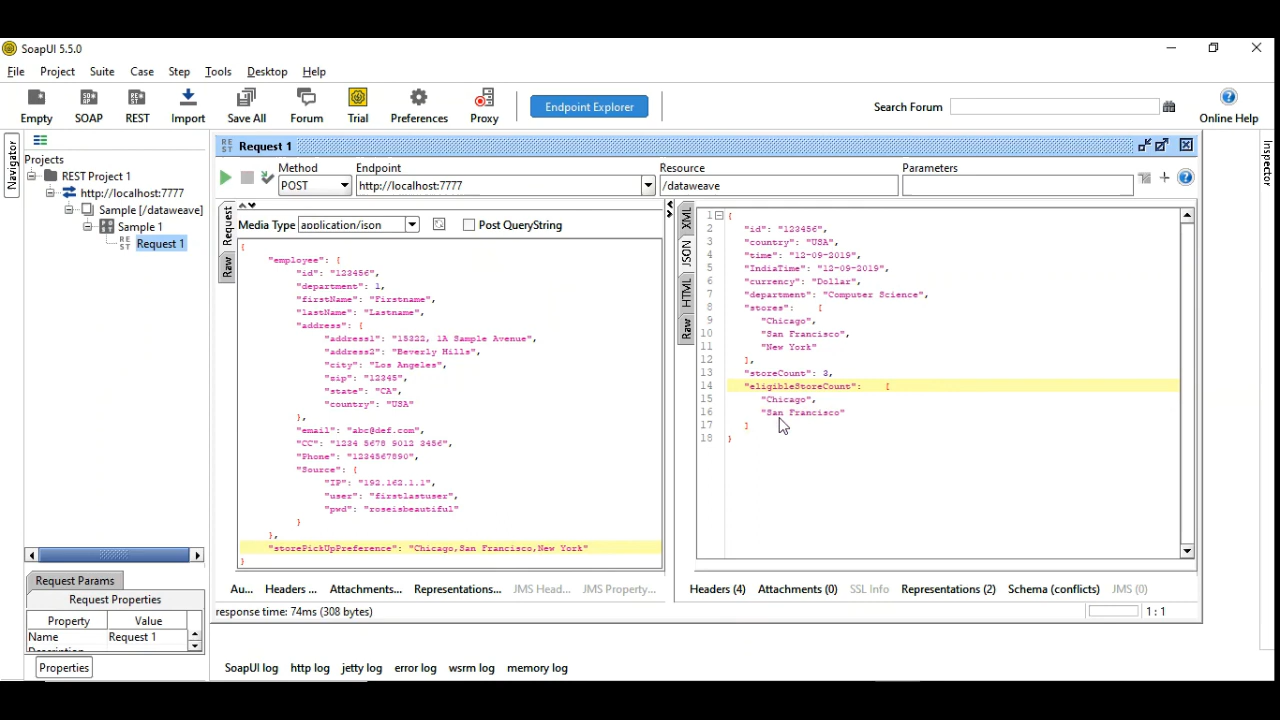 SoapUI 5.5.0
File Project Suite Case Step Tools Desktop Help
Empty SOAP REST Import Save All Forum Trial Preferences Proxy Endpoint Explorer Search Forum Online Help
Navigator
Projects
REST Project 1
http://localhost:7777
Sample [/dataweave]
Sample 1
Request 1
Request 1
Method Endpoint Resource Parameters
POST http://localhost:7777 /dataweave
Request
Raw
Media Type application/json Post QueryString
{
"employee": {
"id": "123456",
"department": 1,
"firstName": "Firstname",
"lastName": "Lastname",
"address": {
"address1": "15222, 1A Sample Avenue",
"address2": "Beverly Hills",
"city": "Los Angeles",
"zip": "12345",
"state": "CA",
"country": "USA"
},
"email": "abc@def.com",
"CC": "1234 5678 9012 3456",
"Phone": "1234567890",
"Source": {
"IP": "192.162.1.1",
"user": "firstlastuser",
"pwd": "roseisbeautiful"
}
},
"storePickUpPreference": "Chicago,San Francisco,New York"
}
Au... Headers ... Attachments... Representations... JMS Head... JMS Property...
XML
JSON
HTML
Raw
1 {
2 "id": "123456",
3 "country": "USA",
4 "time": "12-09-2019",
5 "IndiaTime": "12-09-2019",
6 "currency": "Dollar",
7 "department": "Computer Science",
8 "stores": [
9 "Chicago",
10 "San Francisco",
11 "New York"
12 ],
13 "storeCount": 3,
14 "eligibleStoreCount": [
15 "Chicago",
16 "San Francisco"
17 ]
18 }
Headers (4) Attachments (0) SSL Info Representations (2) Schema (conflicts) JMS (0)
response time: 74ms (308 bytes) 1 : 1
Inspector
Request Params
Request Properties
Property Value
Name Request 1
Properties
SoapUI log http log jetty log error log wsrm log memory log